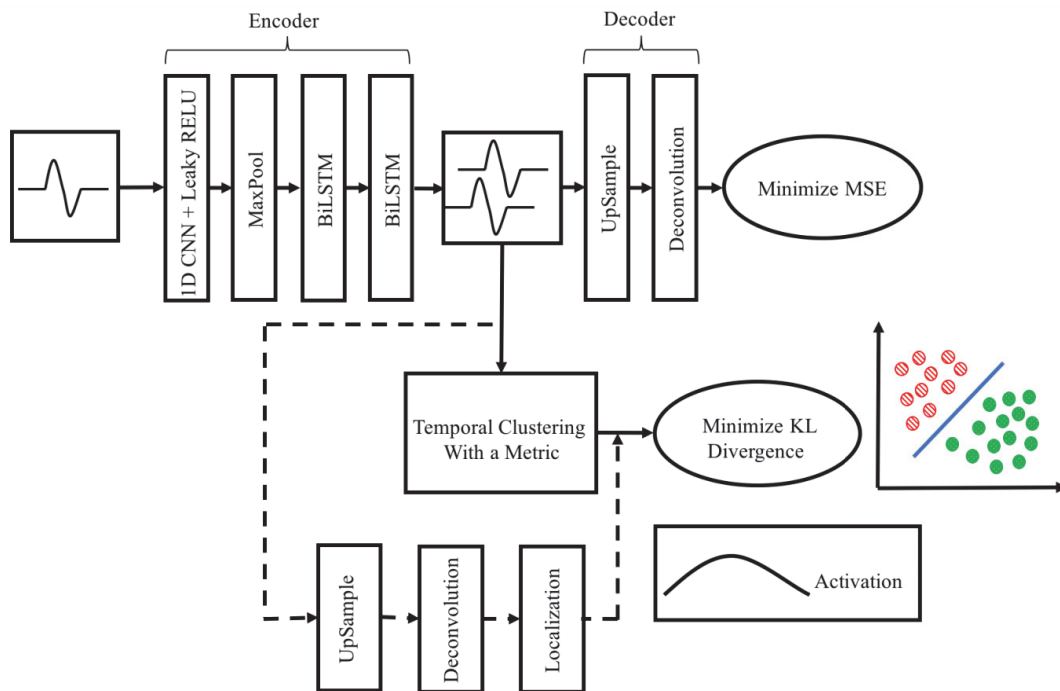 Encoder
Decoder
1D CNN + Leaky RELU
MaxPool
BiLSTM
BiLSTM
UpSample
Deconvolution
Minimize MSE
Temporal Clustering
With a Metric
Minimize KL
Divergence
UpSample
Deconvolution
Localization
Activation